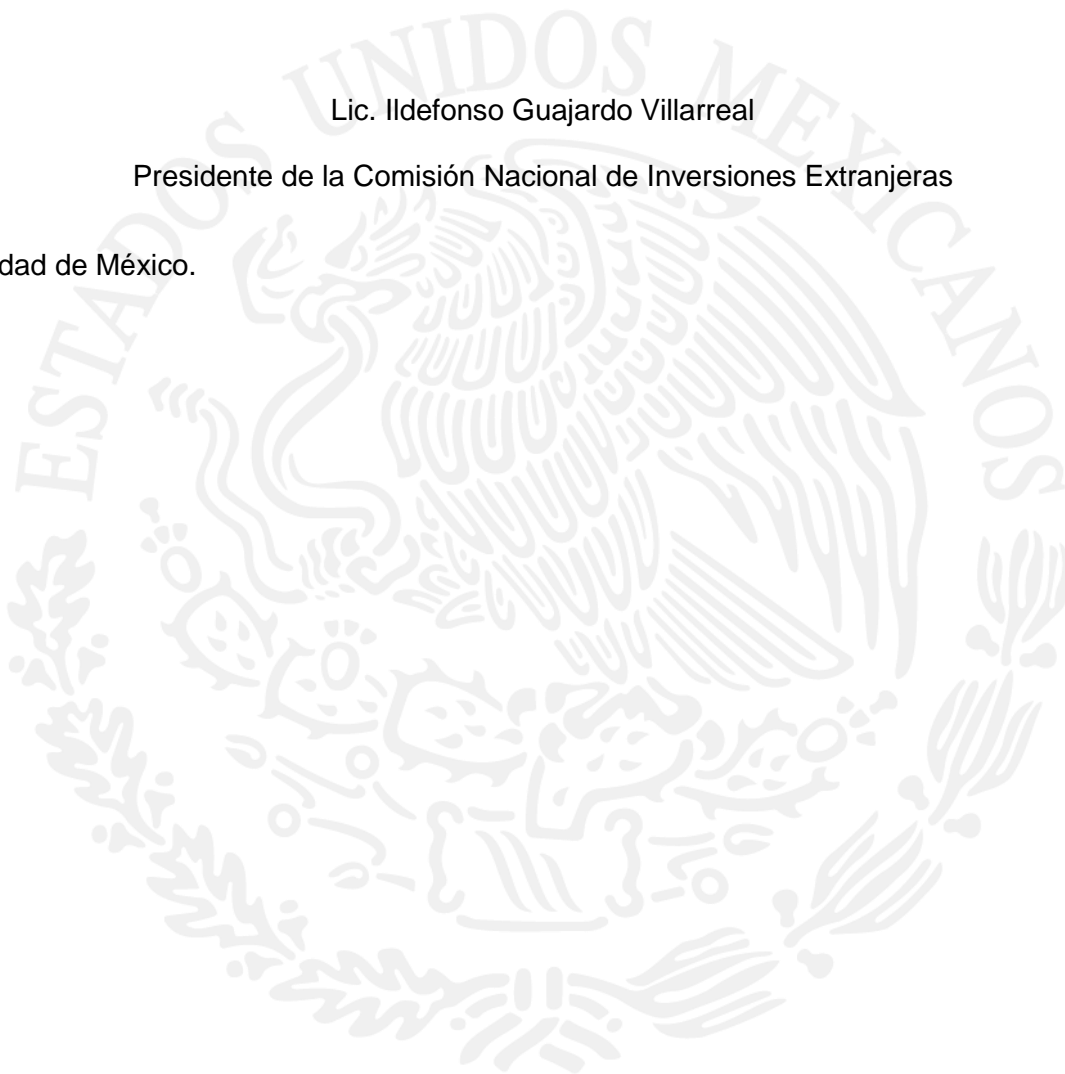 ESTADOS UNIDOS MEXICANOS
Lic. Ildefonso Guajardo Villarreal
Presidente de la Comisión Nacional de Inversiones Extranjeras
dad de México.